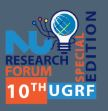 NU
RESEARCH
FORUM
SPECIAL
EDITION
10TH UGRF